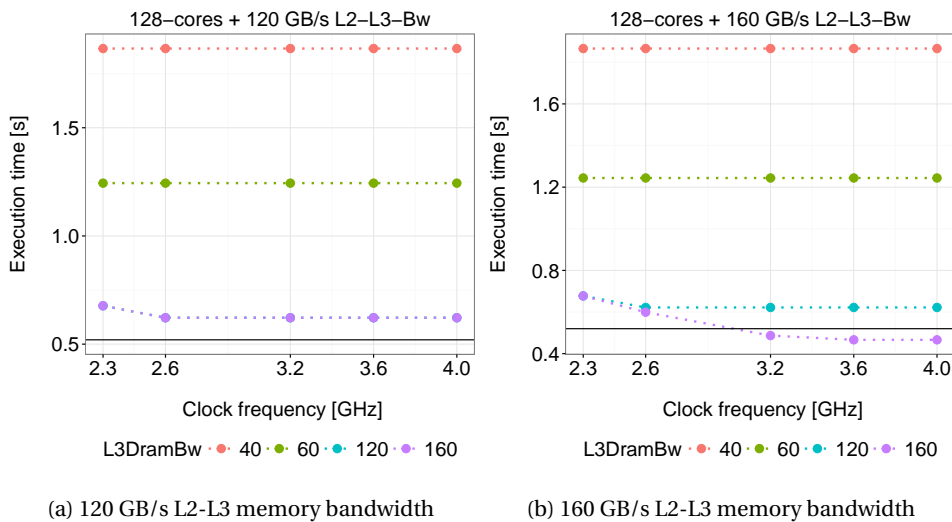 128−cores + 120 GB/s L2−L3−Bw
Execution time [s]
1.5
1.0
0.5
2.3 2.6 3.2 3.6 4.0
Clock frequency [GHz]
L3DramBw 40 60 120 160
(a) 120 GB/s L2-L3 memory bandwidth
128−cores + 160 GB/s L2−L3−Bw
Execution time [s]
1.6
1.2
0.8
0.4
2.3 2.6 3.2 3.6 4.0
Clock frequency [GHz]
L3DramBw 40 60 120 160
(b) 160 GB/s L2-L3 memory bandwidth